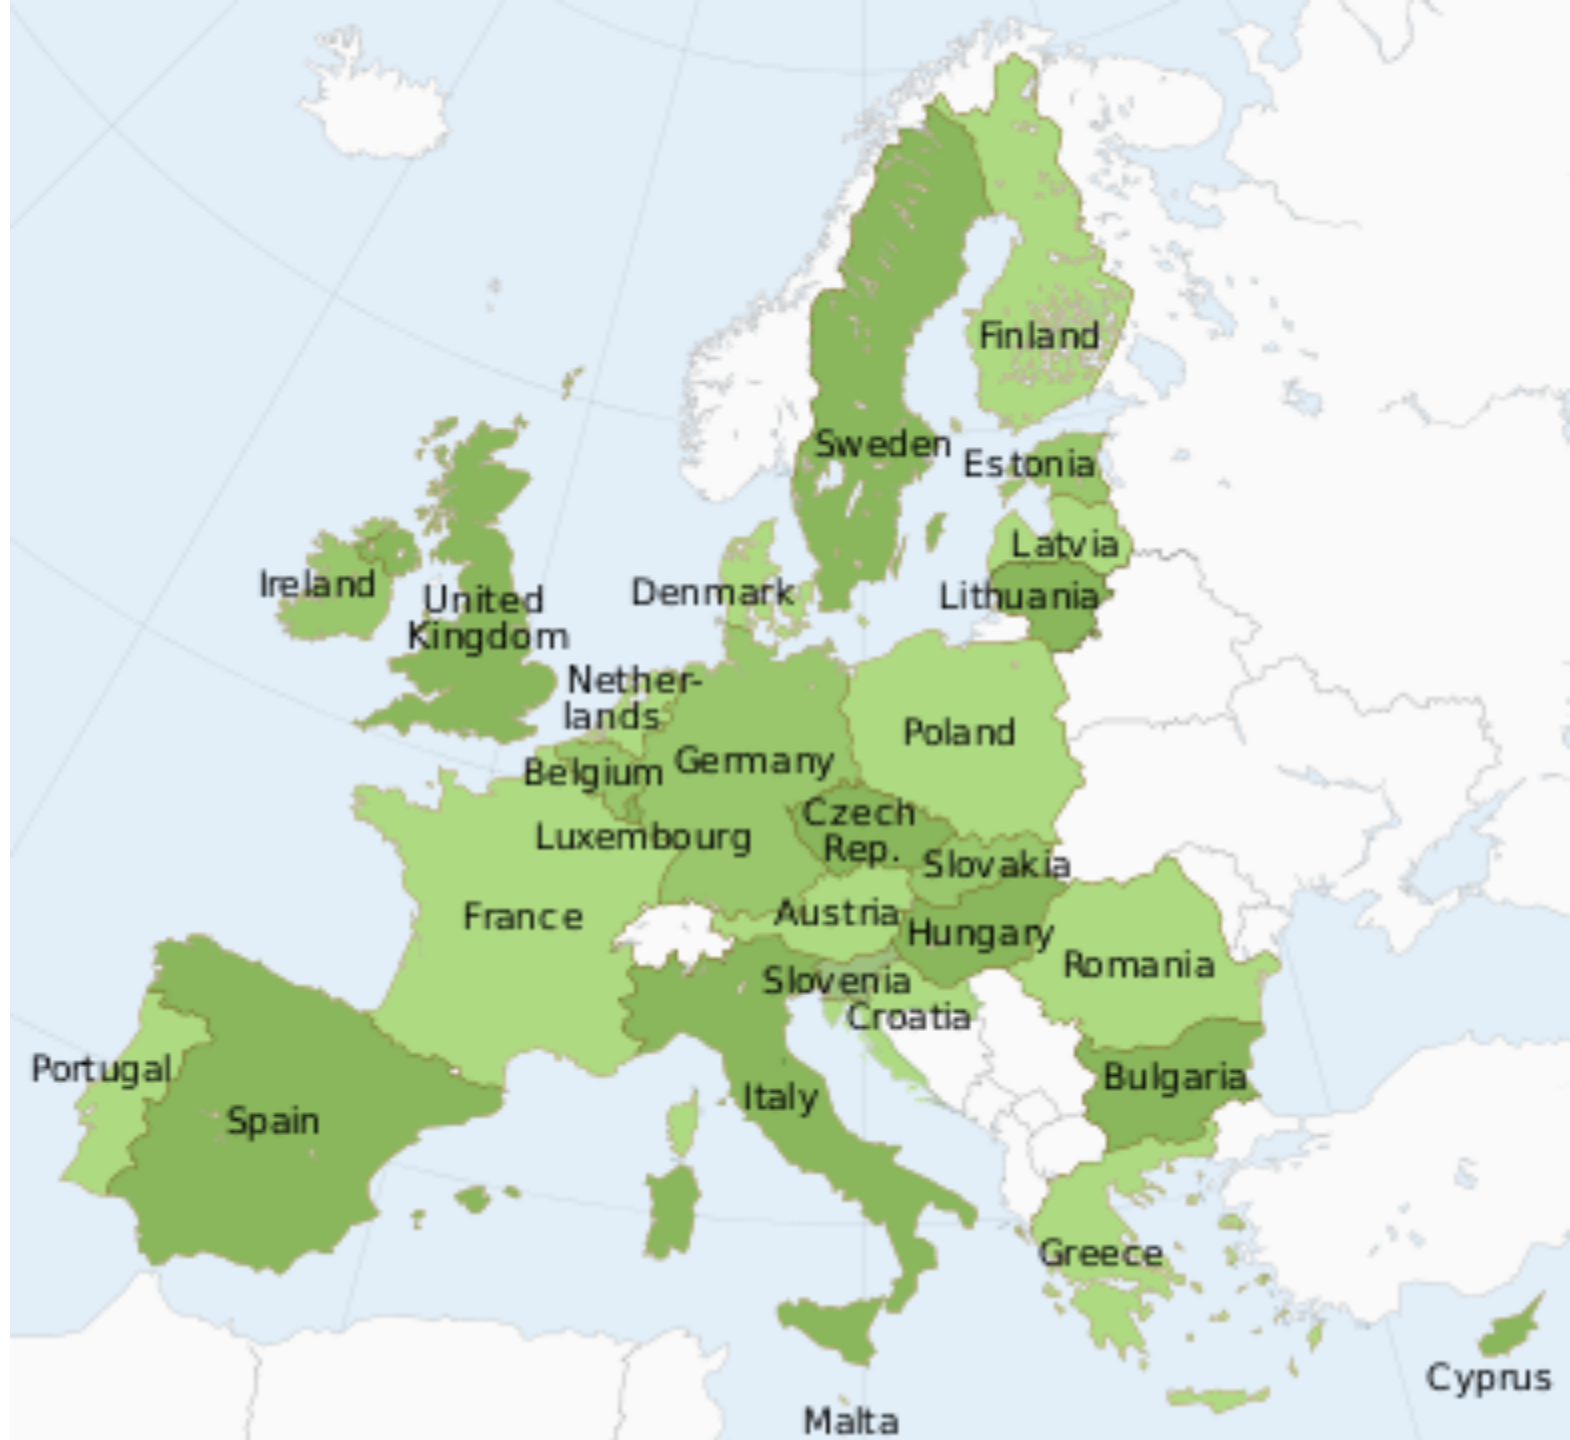 Finland
Sweden
Estonia
Latvia
Ireland
Denmark
Lithuania
United
Kingdom
Nether-
lands
Poland
Belgium
Germany
Czech
Rep.
Luxembourg
Slovakia
France
Austria
Hungary
Romania
Slovenia
Croatia
Portugal
Bulgaria
Italy
Spain
Greece
Cyprus
Malta